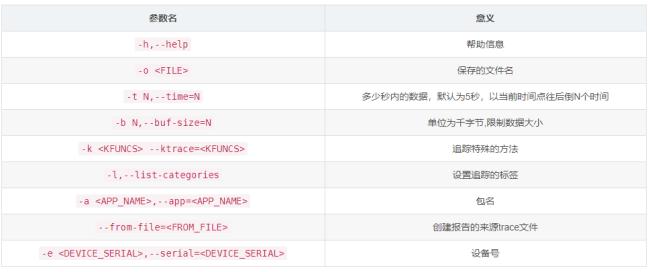 参数名 意义
-h,--help 帮助信息
-o <FILE> 保存的文件名
-t N,--time=N 多少秒内的数据，默认为5秒，以当前时间点往后倒N个时间
-b N,--buf-size=N 单位为千字节,限制数据大小
-k <KFUNCS> --ktrace=<KFUNCS> 追踪特殊的方法
-l,--list-categories 设置追踪的标签
-a <APP_NAME>,--app=<APP_NAME> 包名
--from-file=<FROM_FILE> 创建报告的来源trace文件
-e <DEVICE_SERIAL>,--serial=<DEVICE_SERIAL> 设备号